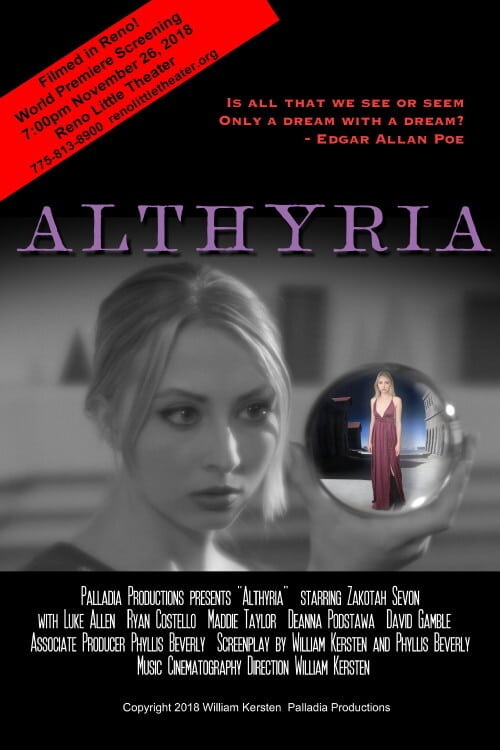 Filmed in Reno!
World Premiere Screening
7:00pm November 26, 2018
Reno Little Theater
775-813-8900 renolittletheater.org
Is all that we see or seem
Only a dream with a dream?
- Edgar Allan Poe
ALTHYRIA
Palladia Productions presents "Althyria" starring Zakotah Sevon
with Luke Allen Ryan Costello Maddie Taylor Deanna Podstawa David Gamble
Associate Producer Phyllis Beverly Screenplay by William Kersten and Phyllis Beverly
Music Cinematography Direction William Kersten
Copyright 2018 William Kersten Palladia Productions